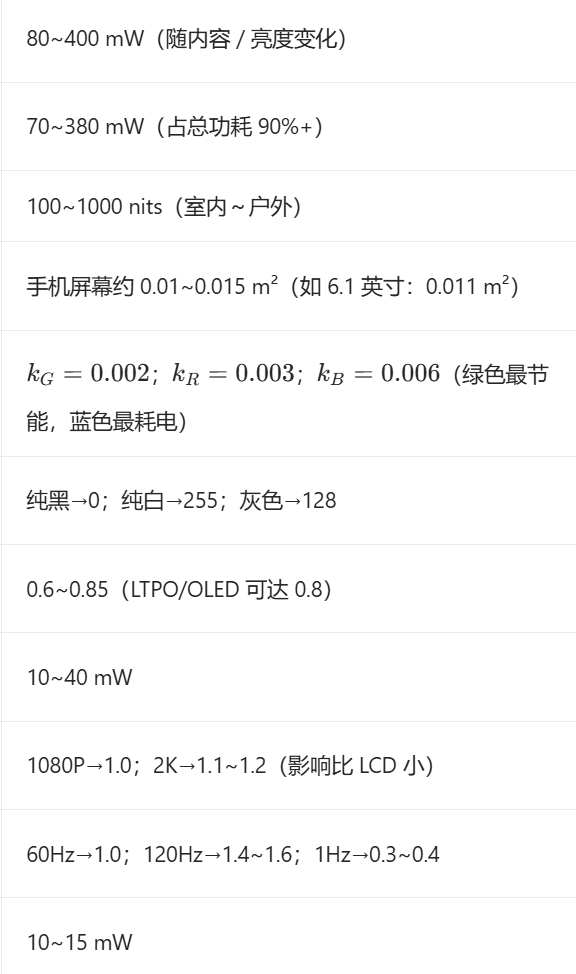 80~400 mW（随内容 / 亮度变化）
70~380 mW（占总功耗 90%+）
100~1000 nits（室内 ~ 户外）
手机屏幕约 0.01~0.015 m²（如 6.1 英寸：0.011 m²）
k_G = 0.002；k_R = 0.003；k_B = 0.006（绿色最节
能，蓝色最耗电）
纯黑→0；纯白→255；灰色→128
0.6~0.85（LTPO/OLED 可达 0.8）
10~40 mW
1080P→1.0；2K→1.1~1.2（影响比 LCD 小）
60Hz→1.0；120Hz→1.4~1.6；1Hz→0.3~0.4
10~15 mW